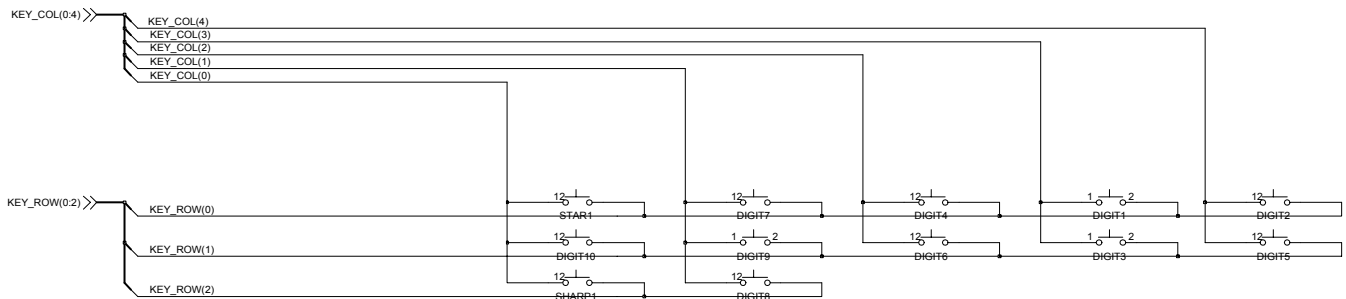 KEY_COL(0:4)
KEY_COL(4)
KEY_COL(3)
KEY_COL(2)
KEY_COL(1)
KEY_COL(0)
KEY_ROW(0:2)
KEY_ROW(0)
12 12 12 1 2 12
STAR1 DIGIT7 DIGIT4 DIGIT1 DIGIT2
KEY_ROW(1)
12 1 2 12 1 2 12
DIGIT10 DIGIT9 DIGIT6 DIGIT3 DIGIT5
KEY_ROW(2)
12 12
SHARP1 DIGIT8